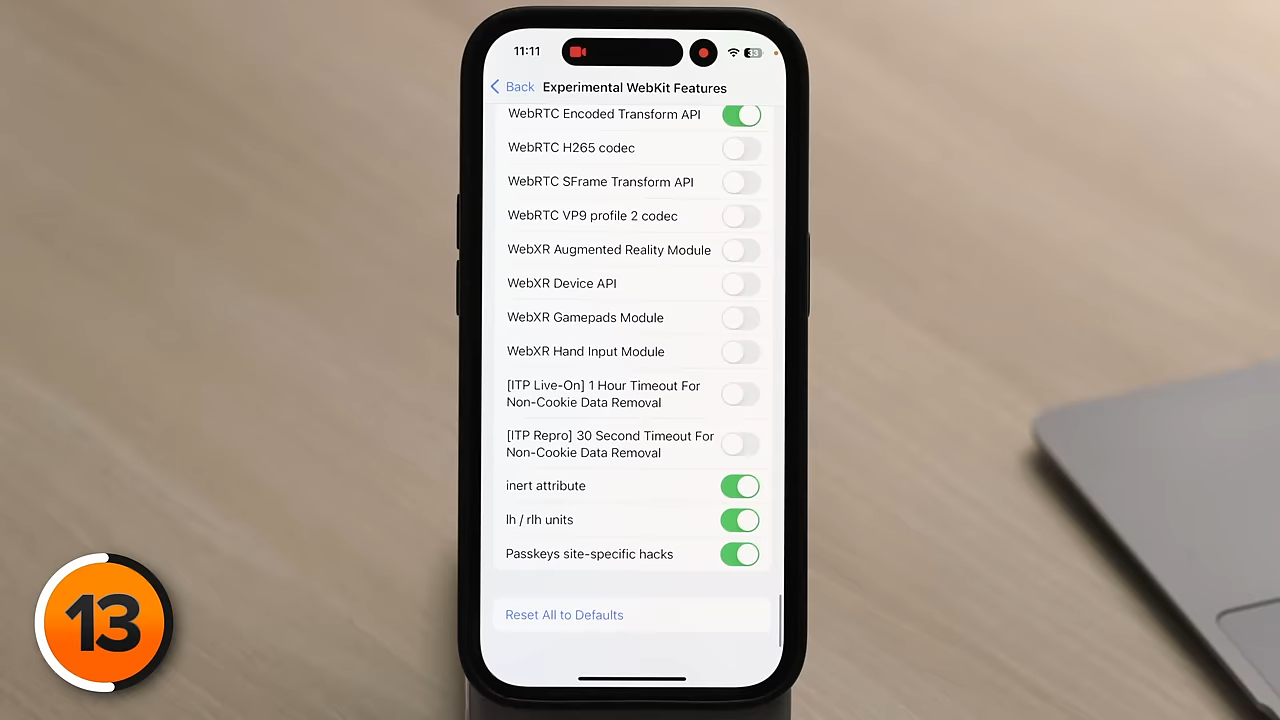 11:11
33
Back Experimental WebKit Features
WebRTC Encoded Transform API
WebRTC H265 codec
WebRTC SFrame Transform API
WebRTC VP9 profile 2 codec
WebXR Augmented Reality Module
WebXR Device API
WebXR Gamepads Module
WebXR Hand Input Module
[ITP Live-On] 1 Hour Timeout For
Non-Cookie Data Removal
[ITP Repro] 30 Second Timeout For
Non-Cookie Data Removal
inert attribute
lh / rlh units
Passkeys site-specific hacks
Reset All to Defaults
13